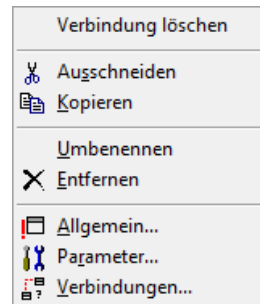 Verbindung löschen
Ausschneiden
Kopieren
Umbenennen
Entfernen
Allgemein...
Parameter...
Verbindungen...